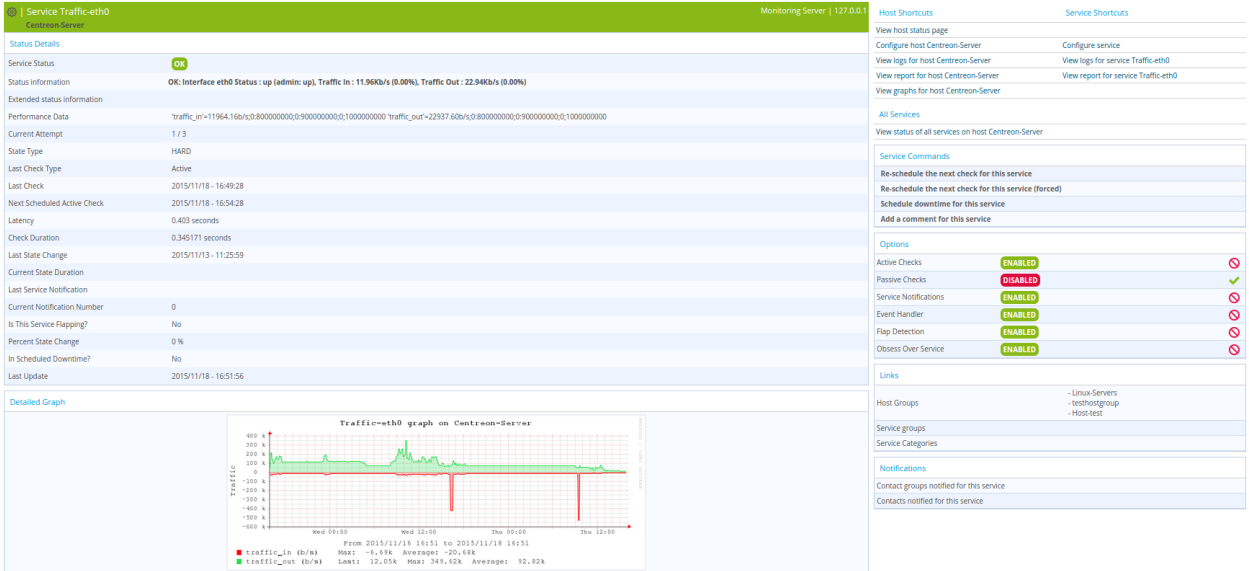 Service Traffic-eth0
Centreon-Server
Monitoring Server | 127.0.0.1
Status Details
Service Status OK
Status information OK: Interface eth0 Status : up (admin: up), Traffic In : 11.96Kb/s (0.00%), Traffic Out : 22.94Kb/s (0.00%)
Extended status information
Performance Data 'traffic_in'=11964.16b/s;0:800000000;0:900000000;0;1000000000 'traffic_out'=22937.60b/s;0:800000000;0:900000000;0;1000000000
Current Attempt 1 / 3
State Type HARD
Last Check Type Active
Last Check 2015/11/18 - 16:49:28
Next Scheduled Active Check 2015/11/18 - 16:54:28
Latency 0.403 seconds
Check Duration 0.345171 seconds
Last State Change 2015/11/13 - 11:25:59
Current State Duration
Last Service Notification
Current Notification Number 0
Is This Service Flapping? No
Percent State Change 0 %
In Scheduled Downtime? No
Last Update 2015/11/18 - 16:51:56
Detailed Graph
Traffic-eth0 graph on Centreon-Server
Traffic
400 k
300 k
200 k
100 k
0
-100 k
-200 k
-300 k
-400 k
-500 k
-600 k
Wed 00:00 Wed 12:00 Thu 00:00 Thu 12:00
From 2015/11/16 16:51 to 2015/11/18 16:51
traffic_in (b/s) Max: -6.69k Average: -20.68k
traffic_out (b/s) Last: 12.05k Max: 349.62k Average: 92.82k
Host Shortcuts Service Shortcuts
View host status page
Configure host Centreon-Server Configure service
View logs for host Centreon-Server View logs for service Traffic-eth0
View report for host Centreon-Server View report for service Traffic-eth0
View graphs for host Centreon-Server
All Services
View status of all services on host Centreon-Server
Service Commands
Re-schedule the next check for this service
Re-schedule the next check for this service (forced)
Schedule downtime for this service
Add a comment for this service
Options
Active Checks ENABLED
Passive Checks DISABLED
Service Notifications ENABLED
Event Handler ENABLED
Flap Detection ENABLED
Obsess Over Service ENABLED
Links
Host Groups
- Linux-Servers
- testhostgroup
- Host-test
Service groups
Service Categories
Notifications
Contact groups notified for this service
Contacts notified for this service